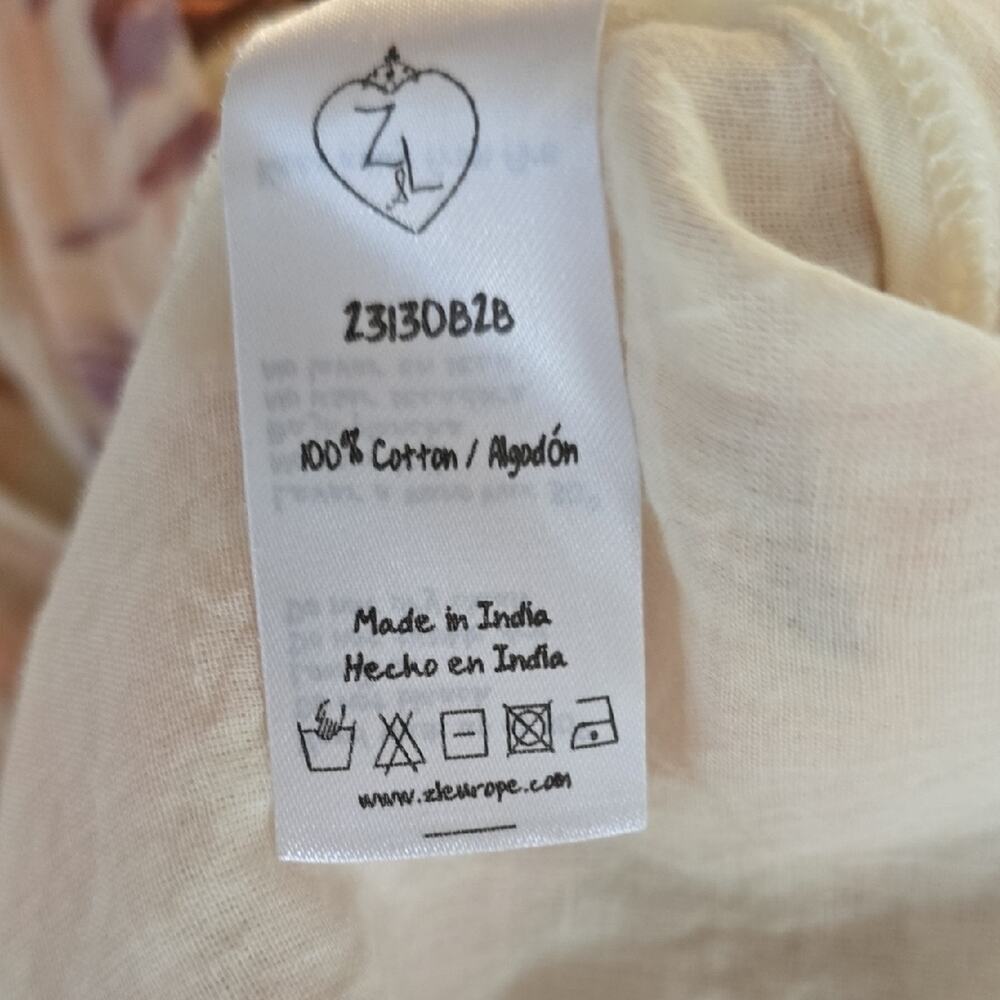 Z&L
23130B2B
100% Cotton / Algodón
Made in India
Hecho en India
www.zleurope.com